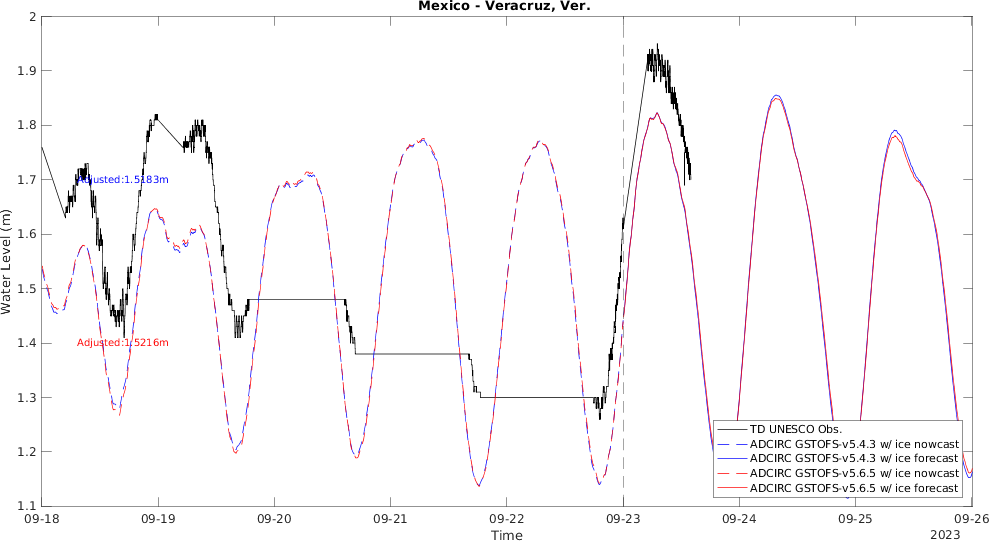 Mexico - Veracruz, Ver.
2
1.9
1.8
1.7
1.6
1.5
1.4
1.3
1.2
1.1
Water Level (m)
Adjusted:1.5183m
Adjusted:1.5216m
TD UNESCO Obs.
ADCIRC GSTOFS-v5.4.3 w/ ice nowcast
ADCIRC GSTOFS-v5.4.3 w/ ice forecast
ADCIRC GSTOFS-v5.6.5 w/ ice nowcast
ADCIRC GSTOFS-v5.6.5 w/ ice forecast
09-18 09-19 09-20 09-21 09-22 09-23 09-24 09-25 09-26
Time
2023